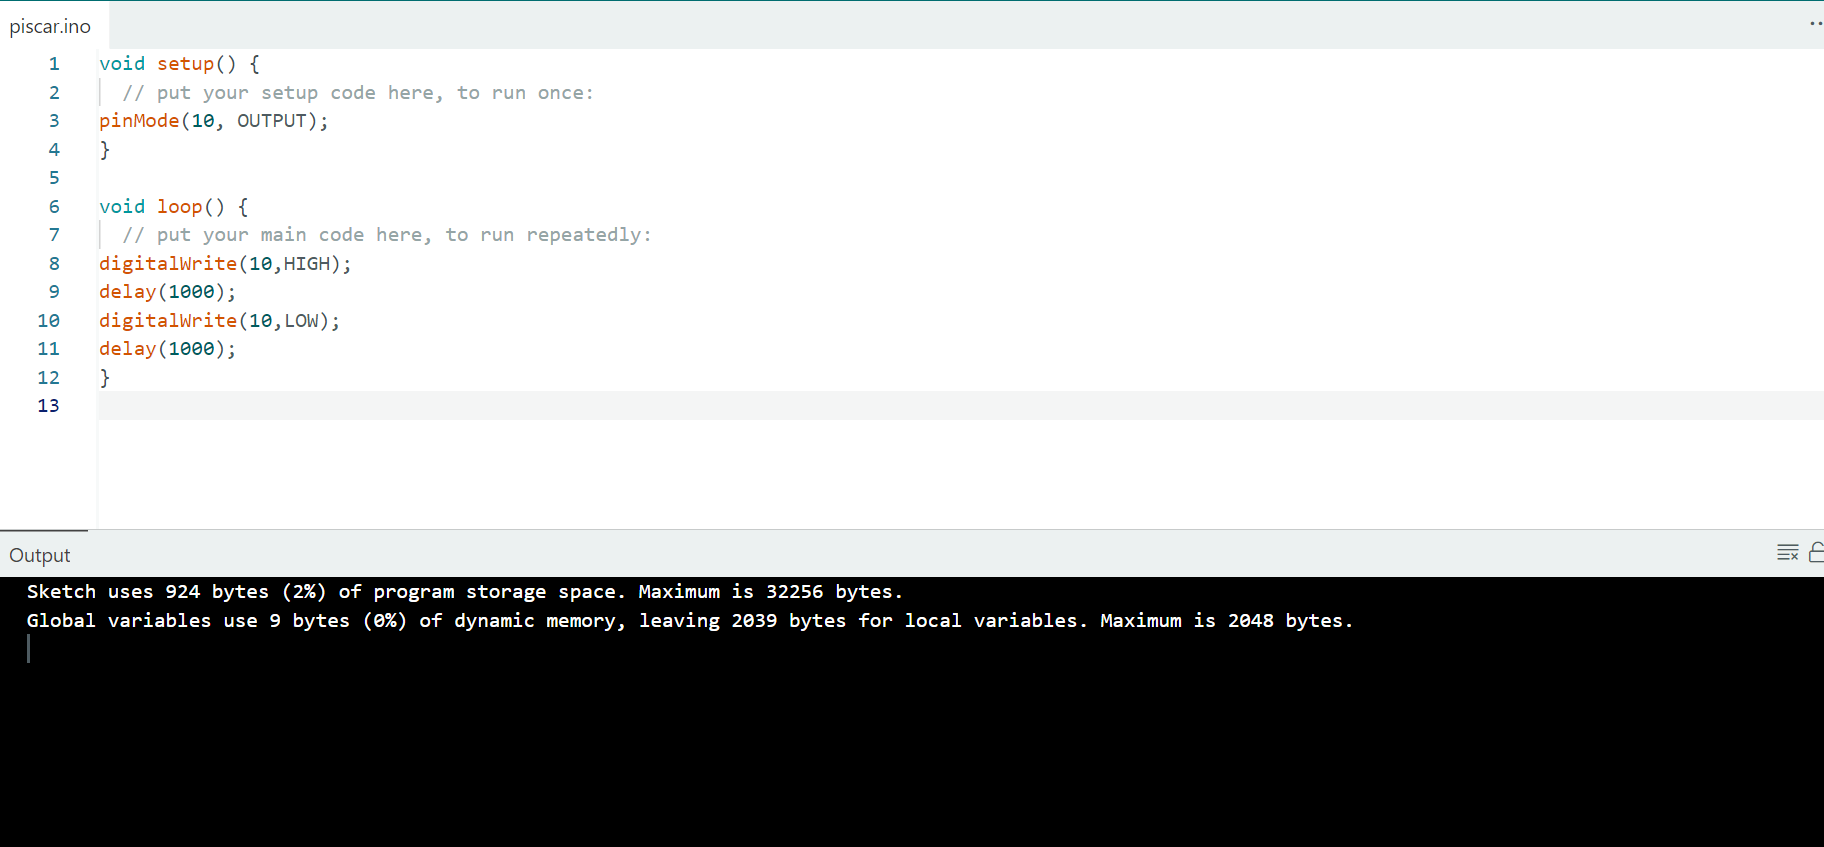 piscar.ino
1 void setup() {
2 // put your setup code here, to run once:
3 pinMode(10, OUTPUT);
4 }
5
6 void loop() {
7 // put your main code here, to run repeatedly:
8 digitalWrite(10,HIGH);
9 delay(1000);
10 digitalWrite(10,LOW);
11 delay(1000);
12 }
13
Output
Sketch uses 924 bytes (2%) of program storage space. Maximum is 32256 bytes.
Global variables use 9 bytes (0%) of dynamic memory, leaving 2039 bytes for local variables. Maximum is 2048 bytes.